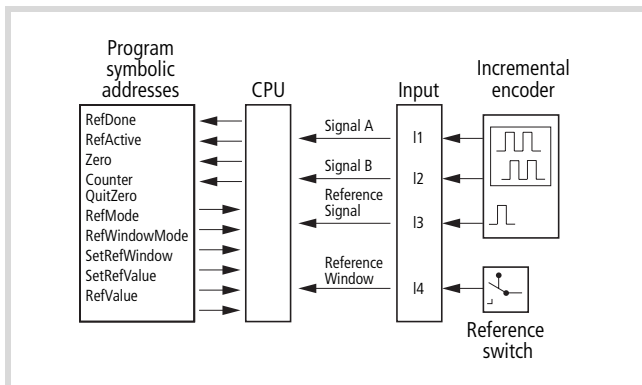 Program
symbolic
addresses
CPU
Input
Incremental
encoder
RefDone
RefActive
Zero
Counter
QuitZero
RefMode
RefWindowMode
SetRefWindow
SetRefValue
RefValue
Signal A
Signal B
Reference
Signal
Reference
Window
I1
I2
I3
I4
Reference
switch